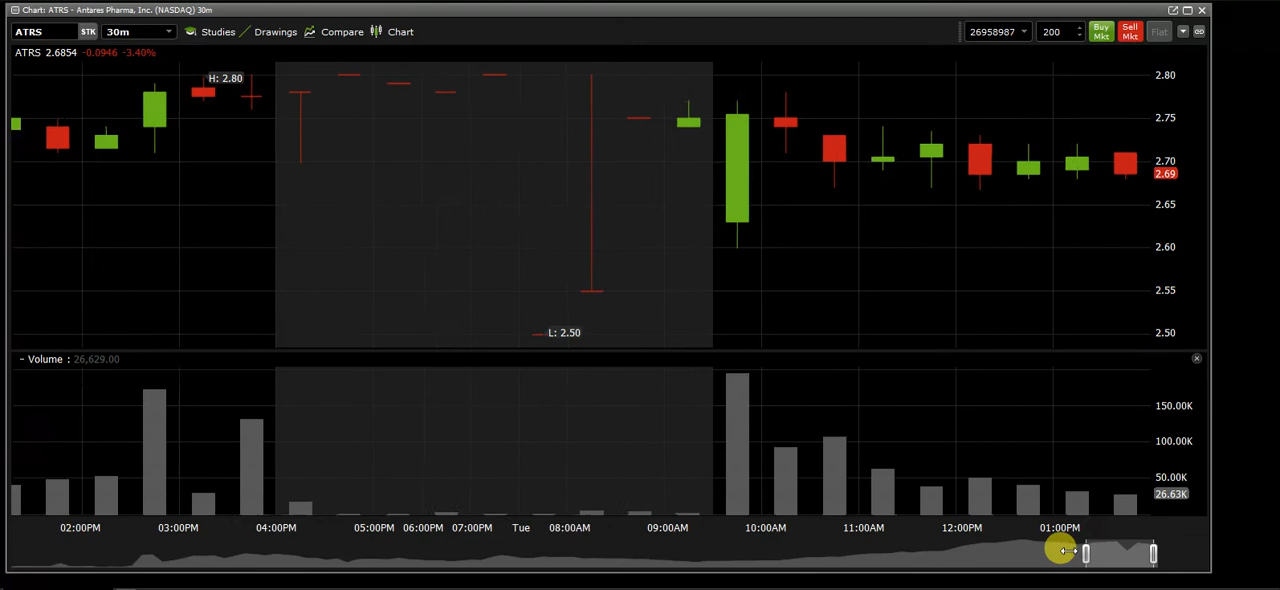 Chart: ATRS - Antares Pharma, Inc. (NASDAQ) 30m
ATRS STK 30m Studies Drawings Compare Chart 26958987 200 Buy Mkt Sell Mkt Flat
ATRS 2.6854 -0.0946 -3.40%
H: 2.80
2.80
2.75
2.70
2.69
2.65
2.60
2.55
L: 2.50
2.50
- Volume : 26,629.00
150.00K
100.00K
50.00K
26.63K
02:00PM 03:00PM 04:00PM 05:00PM 06:00PM 07:00PM Tue 08:00AM 09:00AM 10:00AM 11:00AM 12:00PM 01:00PM